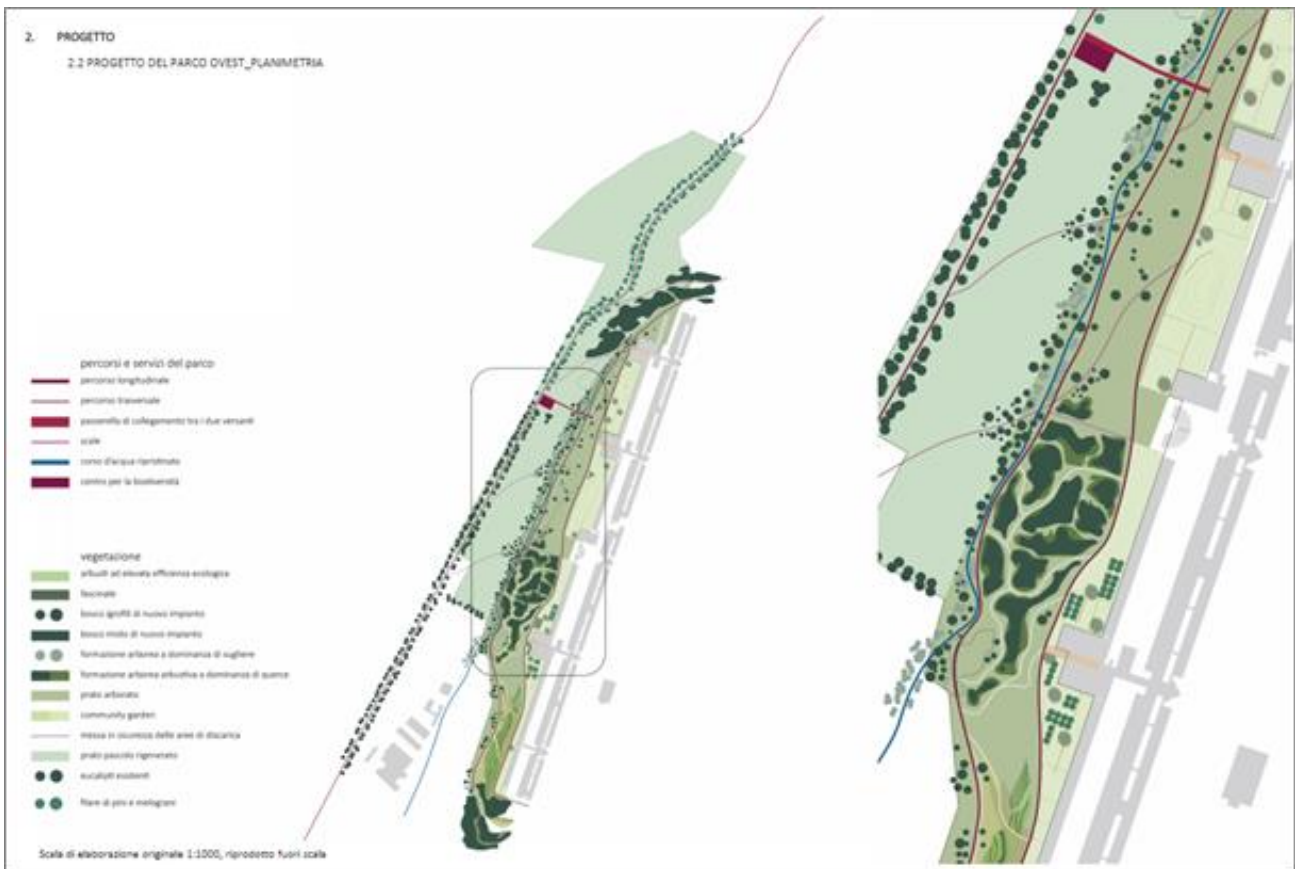 2. PROGETTO
2.2 PROGETTO DEL PARCO OVEST_PLANIMETRIA
percorsi e servizi del parco
percorso longitudinale
percorso trasversale
passerella di collegamento tra i due versanti
scale
corso d'acqua ripristinato
centro per la biodiversità
vegetazione
arbusti ad elevata efficienza ecologica
fascinate
bosco igrofili di nuovo impianto
bosco misto di nuovo impianto
formazione arborea a dominanza di sughere
formazione arborea arbustiva a dominanza di querce
prato arborato
community garden
messa in sicurezza delle aree di discarica
prato pascolo rigenerato
eucalipti esistenti
filare di pini e melograni
Scala di elaborazione originale 1:1000, riprodotto fuori scala